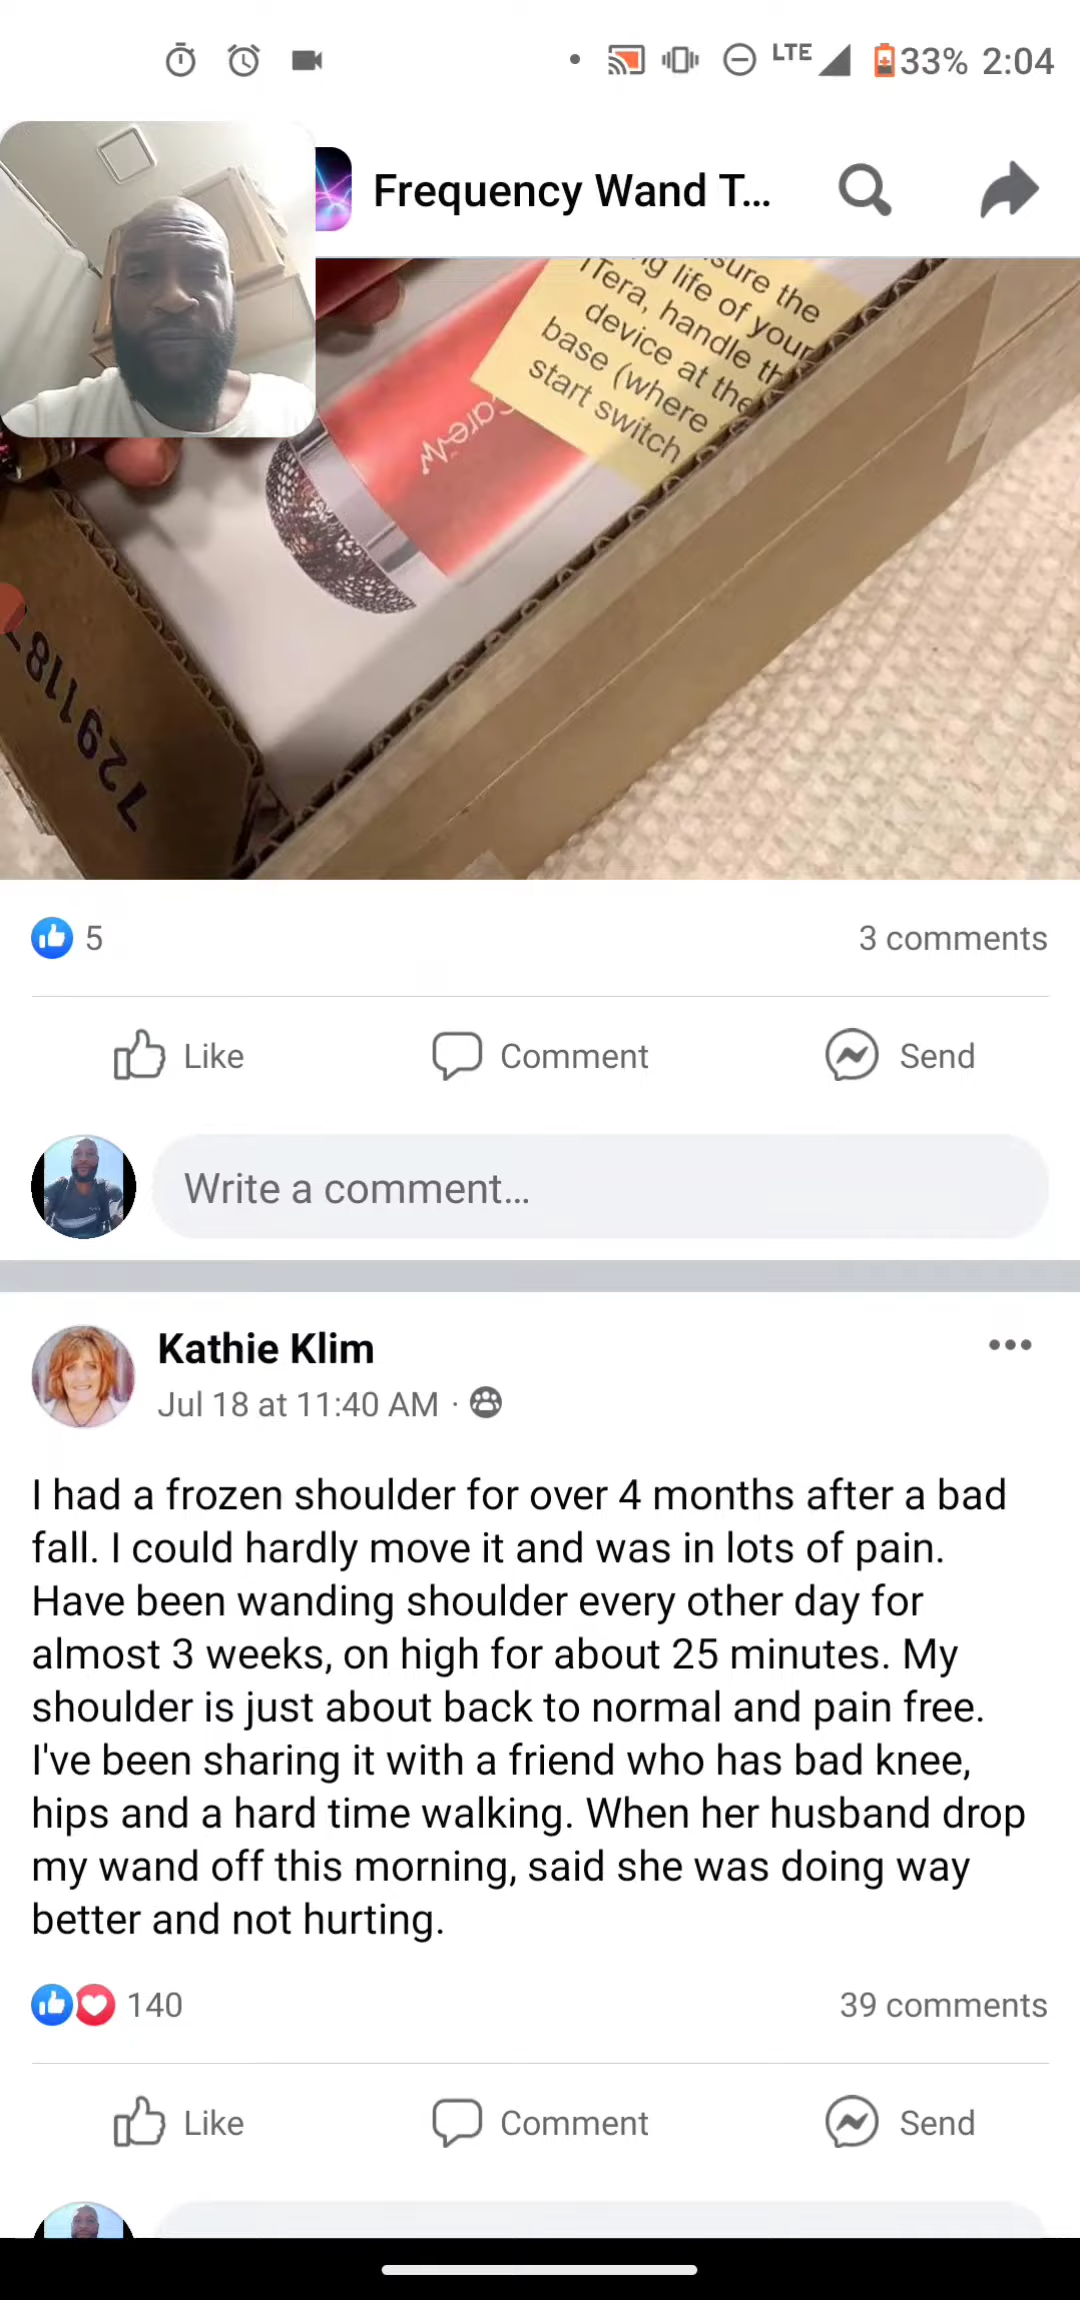 LTE 33% 2:04
Frequency Wand T...
sure the
life of your
iTera, handle
device at the
base (where
start switch
729118
5
3 comments
Like Comment Send
Write a comment...
Kathie Klim
Jul 18 at 11:40 AM ·
I had a frozen shoulder for over 4 months after a bad
fall. I could hardly move it and was in lots of pain.
Have been wanding shoulder every other day for
almost 3 weeks, on high for about 25 minutes. My
shoulder is just about back to normal and pain free.
I've been sharing it with a friend who has bad knee,
hips and a hard time walking. When her husband drop
my wand off this morning, said she was doing way
better and not hurting.
140
39 comments
Like Comment Send